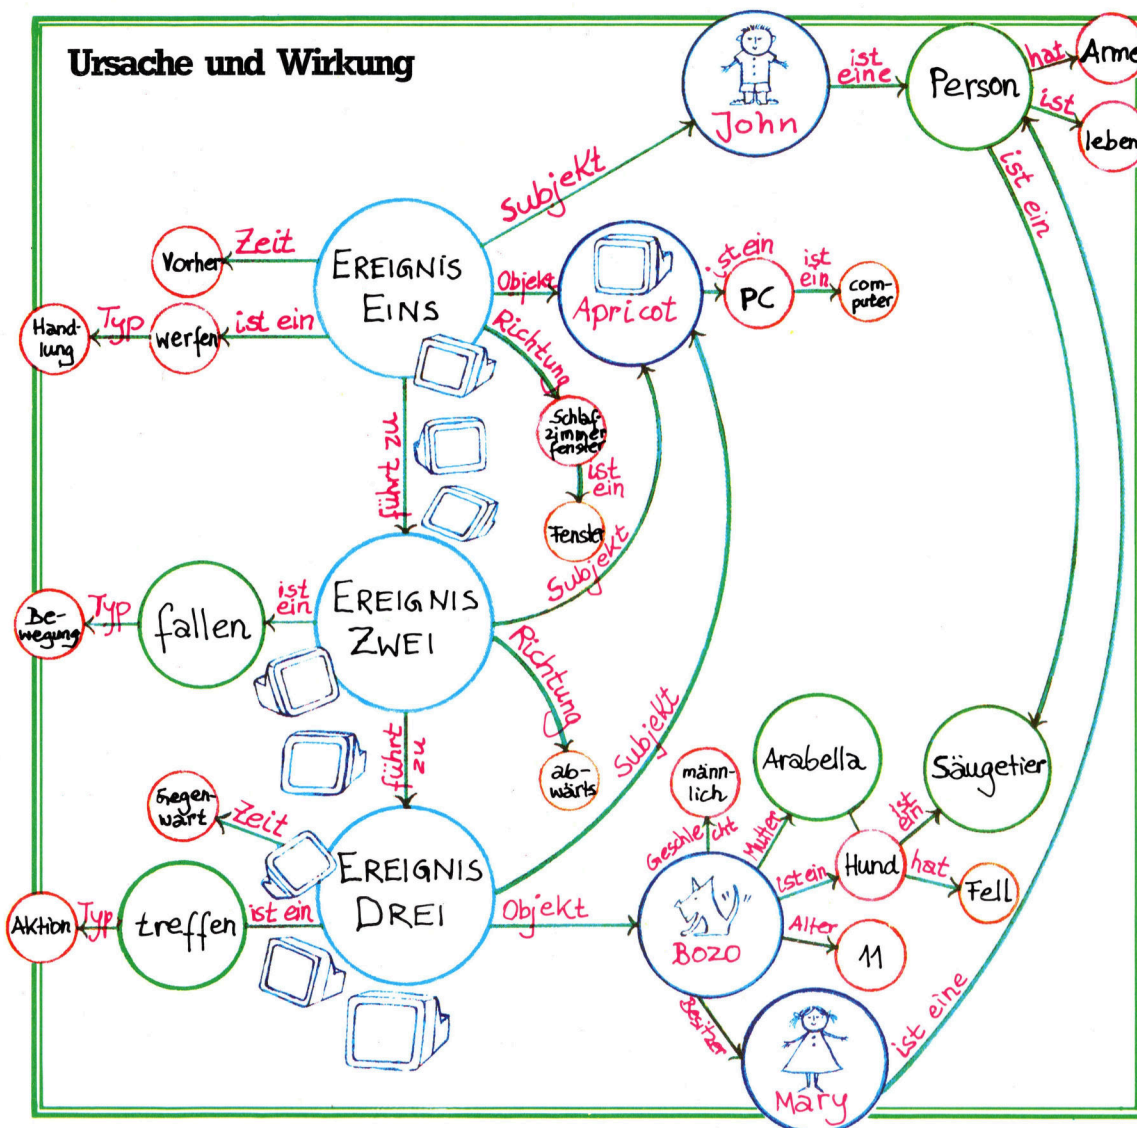 Ursache und Wirkung
John
ist
eine
Person
hat
Arme
ist
leben
ist ein
Subjekt
Zeit
Vorher
EREIGNIS
EINS
Objekt
Apricot
ist ein
PC
ist
ein
com-
puter
Hand-
lung
Typ
werfen
ist ein
Richtung
Schlaf-
zimmer
fenster
ist
ein
Fenster
führt zu
Be-
wegung
Typ
fallen
ist
ein
EREIGNIS
ZWEI
Subjekt
Richtung
ab-
wärts
führt
zu
Subjekt
Gegen-
wart
Zeit
EREIGNIS
DREI
Aktion
Typ
treffen
ist ein
Objekt
männ-
lich
Geschlecht
Mutter
Arabella
Säugetier
ist ein
Hund
ist ein
hat
Fell
BOZO
Alter
11
Besitzer
Mary
ist eine